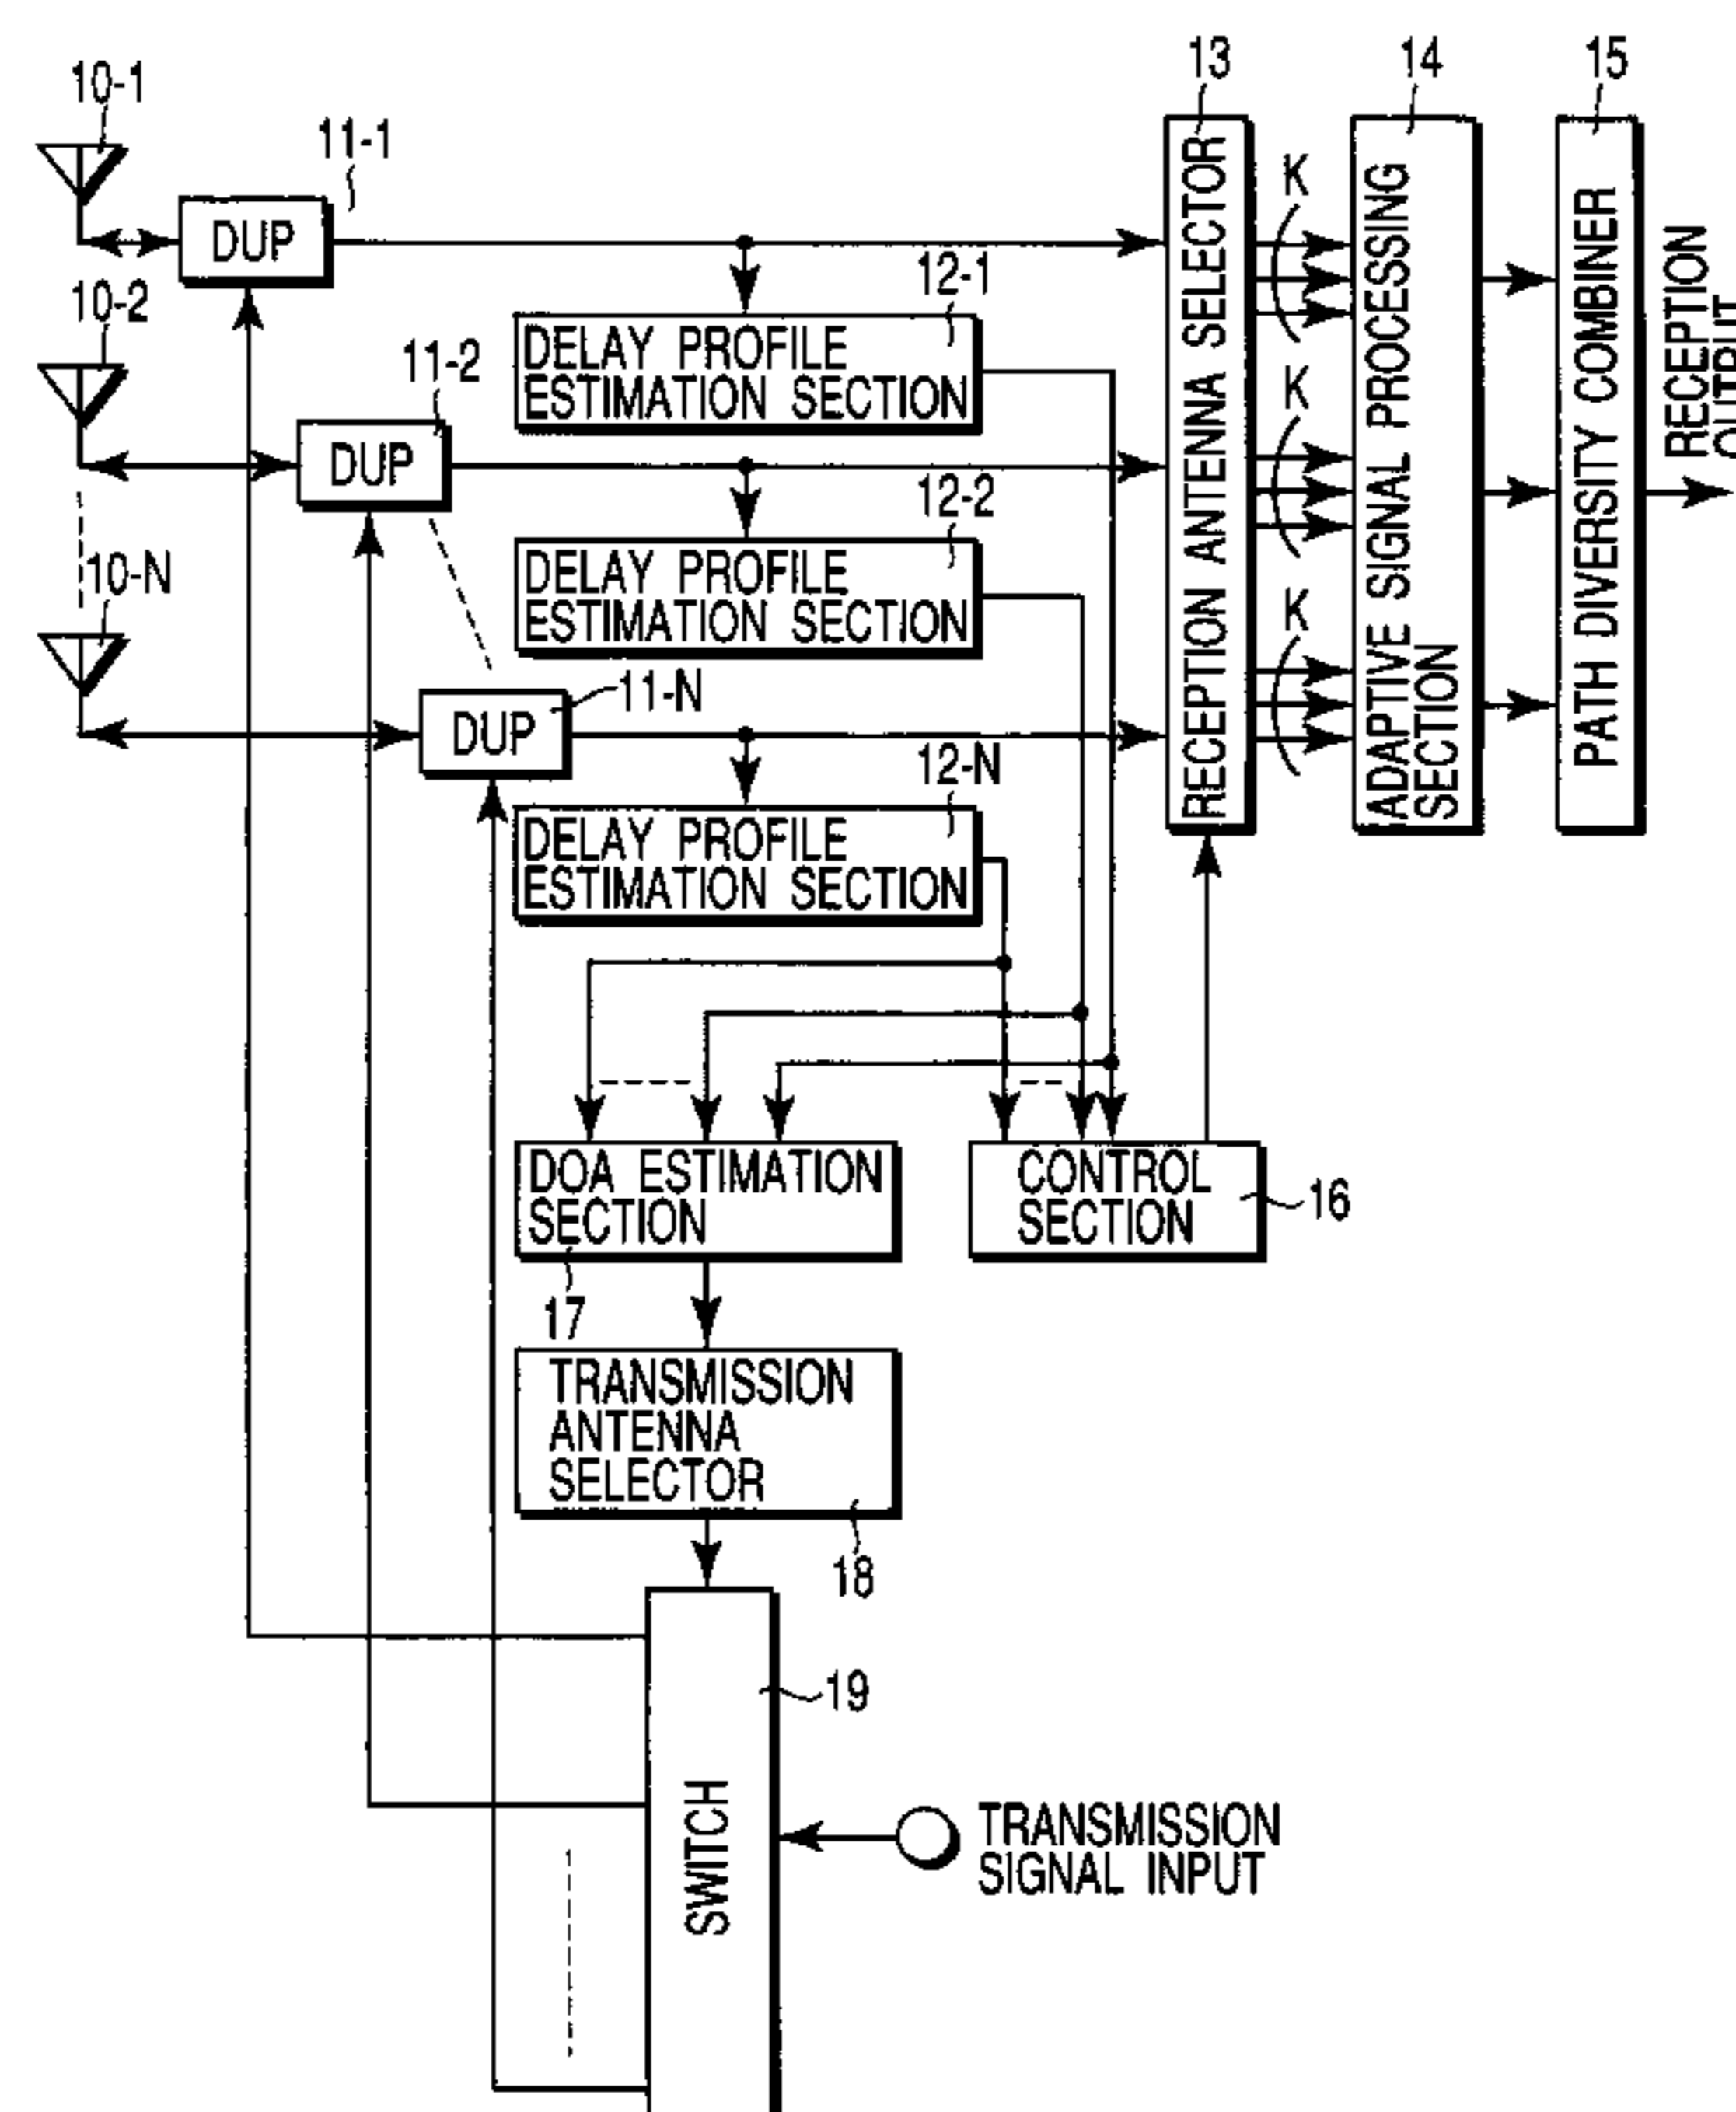 10-1
11-1
DUP
10-2
11-2
DUP
10-N
11-N
DUP
12-1
DELAY PROFILE
ESTIMATION SECTION
12-2
DELAY PROFILE
ESTIMATION SECTION
12-N
DELAY PROFILE
ESTIMATION SECTION
13
RECEPTION ANTENNA SELECTOR
K
K
K
14
ADAPTIVE SIGNAL PROCESSING
SECTION
15
PATH DIVERSITY COMBINER
RECEPTION
OUTPUT
DOA ESTIMATION
SECTION
17
CONTROL
SECTION
16
TRANSMISSION
ANTENNA
SELECTOR
18
19
SWITCH
TRANSMISSION
SIGNAL INPUT